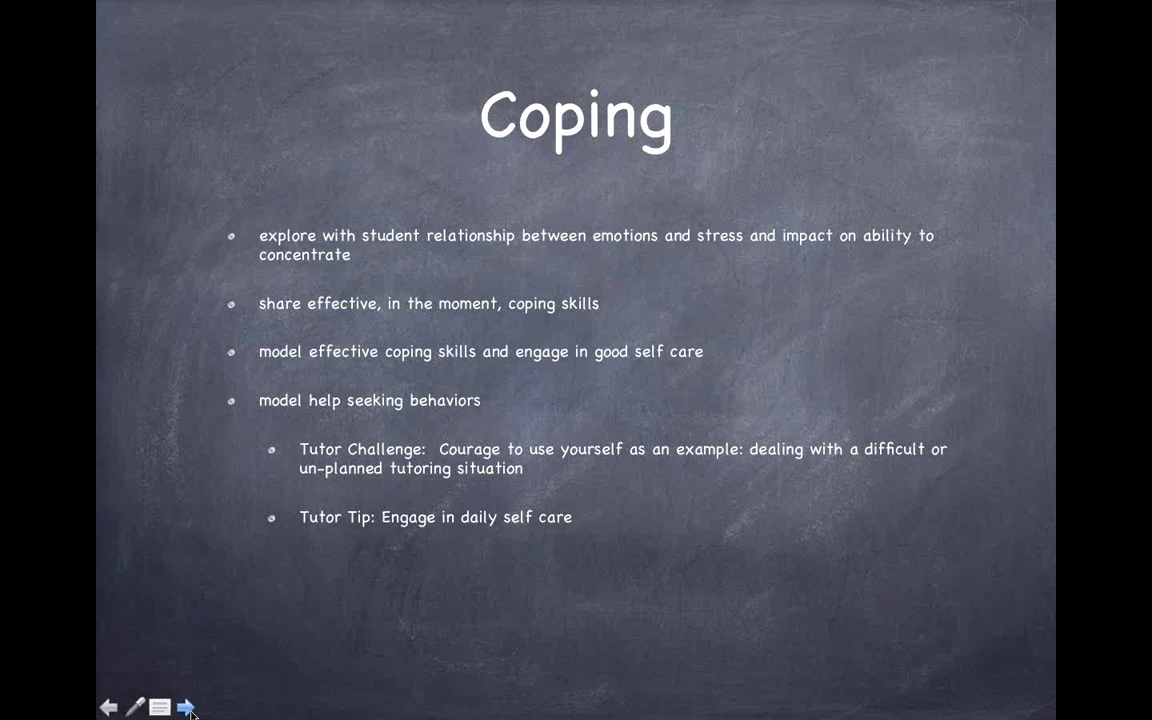 Coping
explore with student relationship between emotions and stress and impact on ability to
concentrate
share effective, in the moment, coping skills
model effective coping skills and engage in good self care
model help seeking behaviors
Tutor Challenge:  Courage to use yourself as an example: dealing with a difficult or
un-planned tutoring situation
Tutor Tip: Engage in daily self care